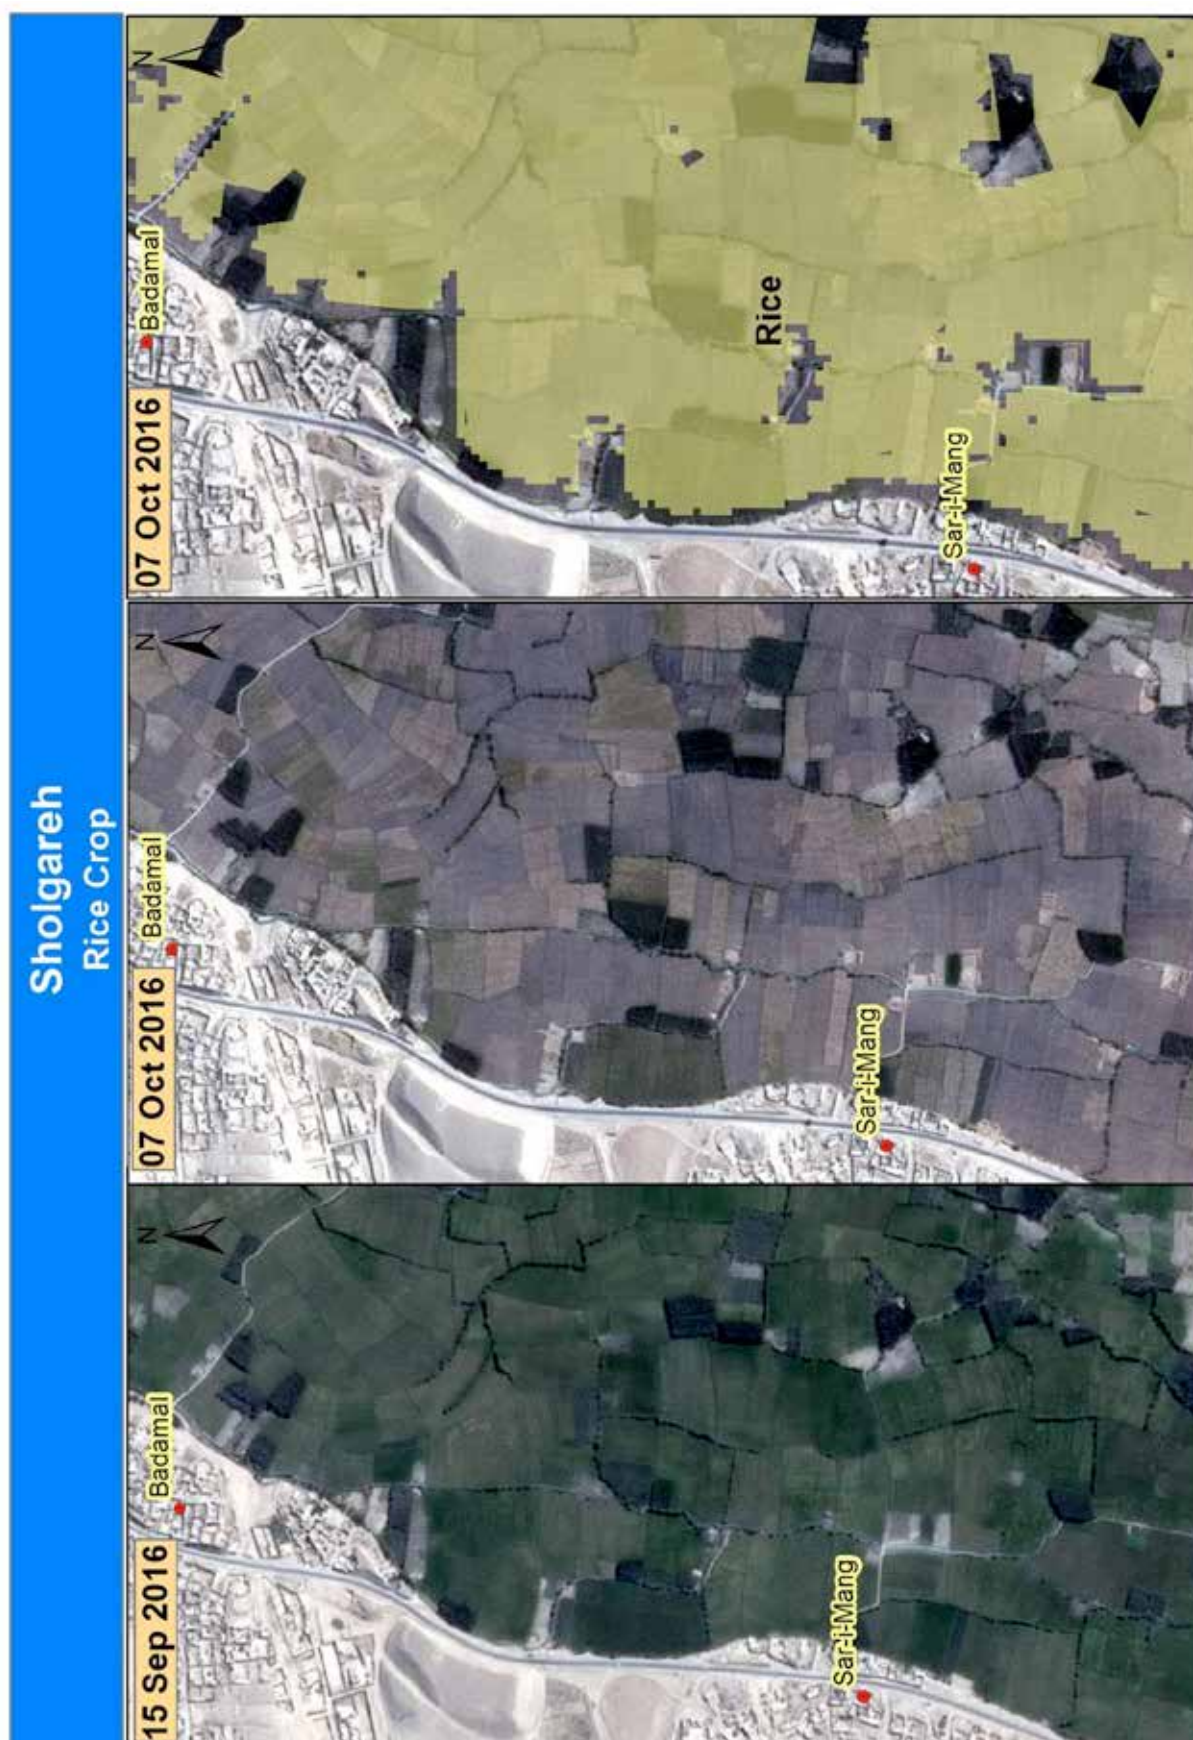 Sholgareh
Rice Crop
15 Sep 2016
N
Badamal
Sar-i-Mang
07 Oct 2016
N
Badamal
Sar-i-Mang
07 Oct 2016
N
Badamal
Rice
Sar-i-Mang